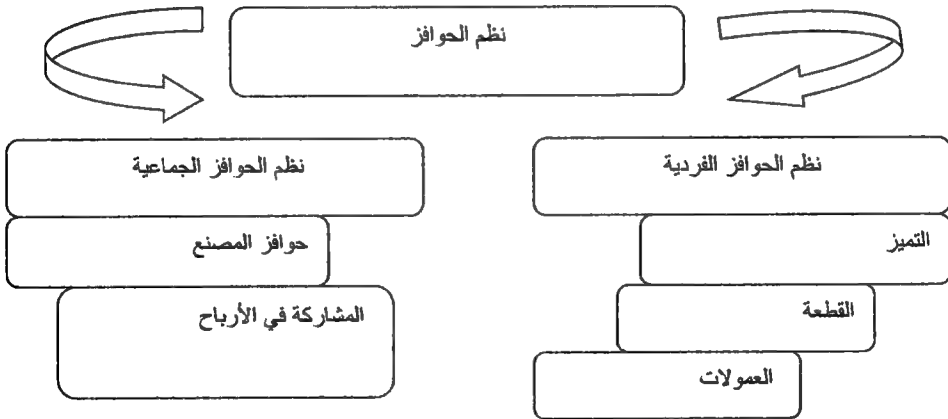 نظم الحوافز
نظم الحوافز الفردية
التميز
القطعة
العمولات
نظم الحوافز الجماعية
حوافز المصنع
المشاركة في الأرباح